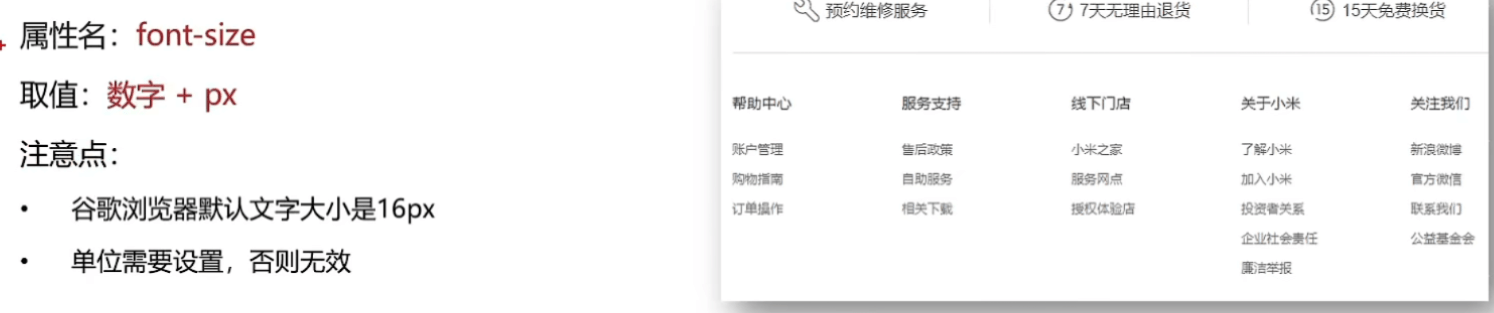 属性名：font-size
取值：数字 + px
注意点：
• 谷歌浏览器默认文字大小是16px
• 单位需要设置，否则无效
预约维修服务 7 7天无理由退货 15 15天免费换货
帮助中心 服务支持 线下门店 关于小米 关注我们
账户管理 售后政策 小米之家 了解小米 新浪微博
购物指南 自助服务 服务网点 加入小米 官方微信
订单操作 相关下载 授权体验店 投资者关系 联系我们
企业社会责任 公益基金会
廉洁举报